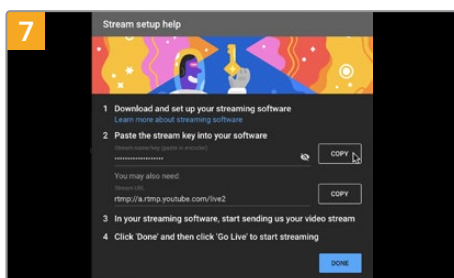 7
Stream setup help
1 Download and set up your streaming software
Learn more about streaming software
2 Paste the stream key into your software
Stream name/key (paste in encoder)
•••••••••••••••••••
COPY
You may also need
Stream URL
rtmp://a.rtmp.youtube.com/live2
COPY
3 In your streaming software, start sending us your video stream
4 Click 'Done' and then click 'Go Live' to start streaming
DONE